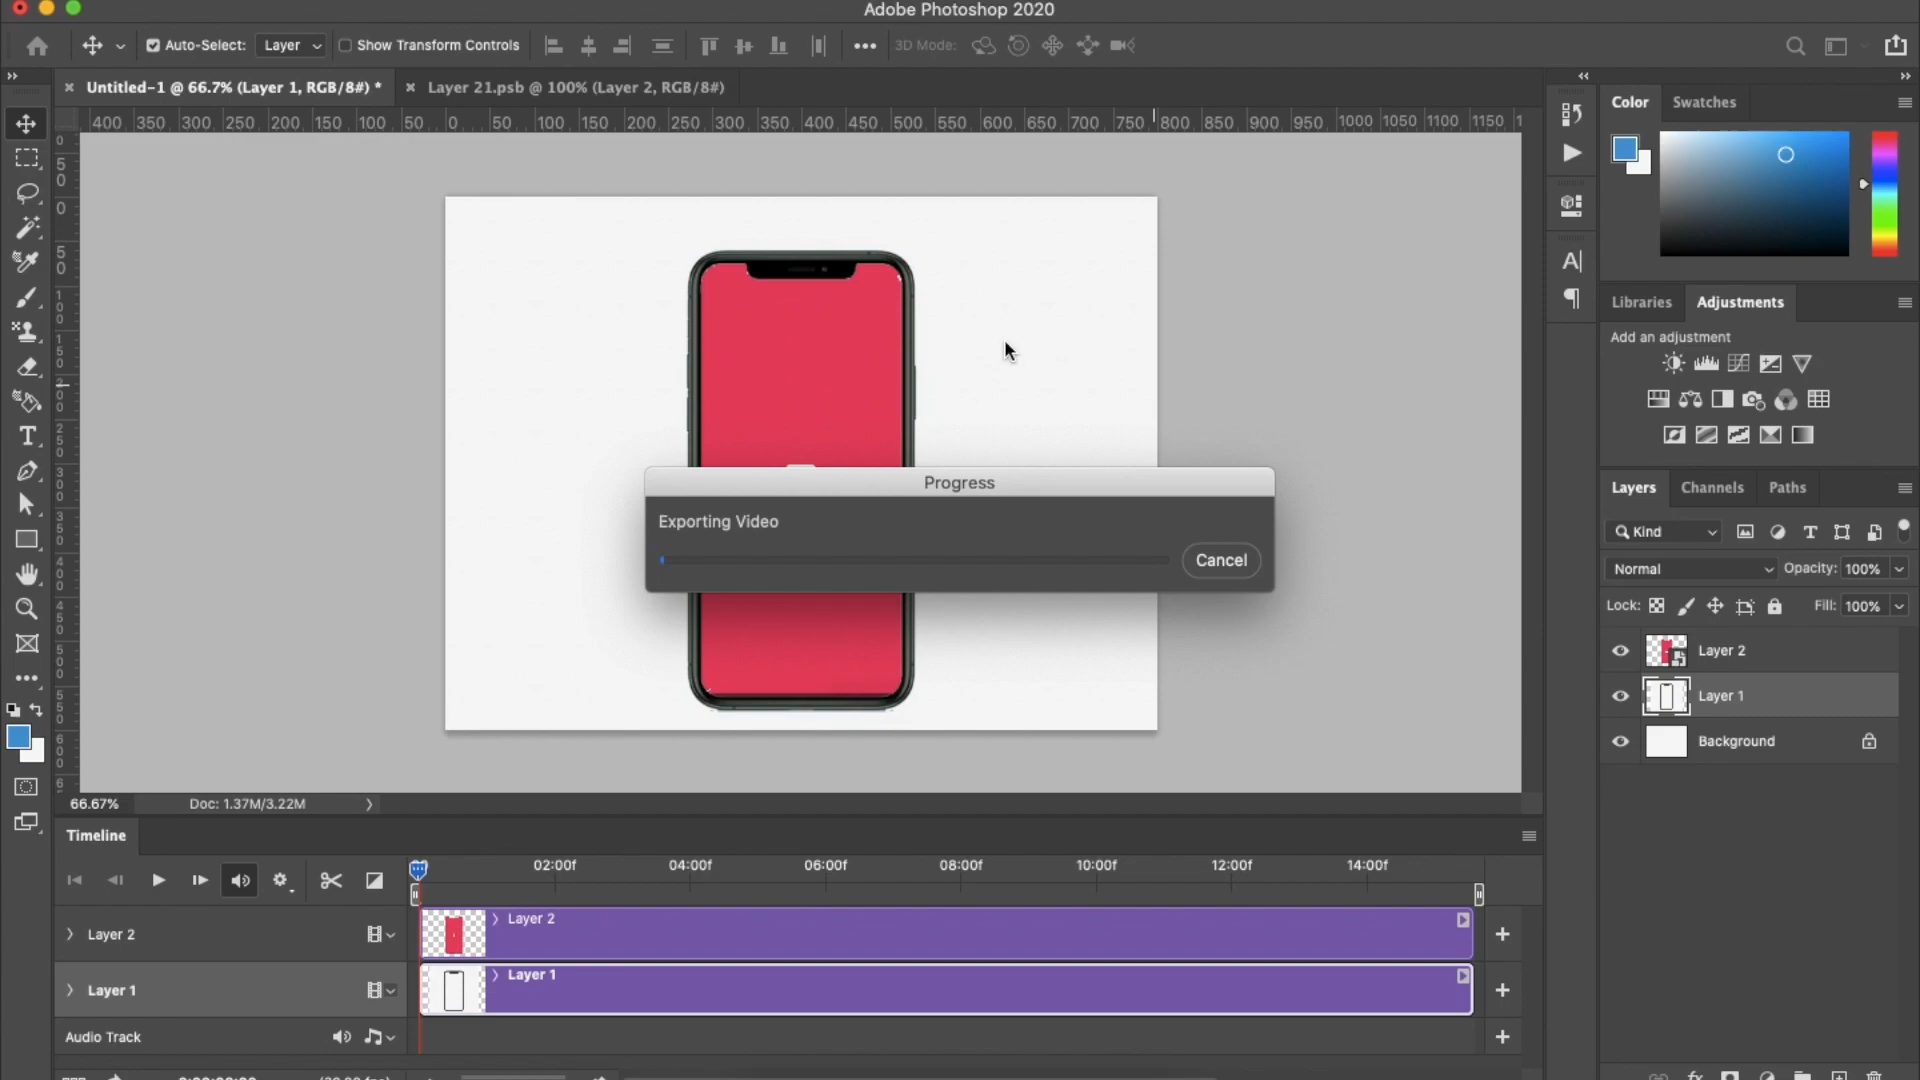 Adobe Photoshop 2020
Auto-Select: Layer Show Transform Controls 3D Mode:
Untitled-1 @ 66.7% (Layer 1, RGB/8#) * Layer 21.psb @ 100% (Layer 2, RGB/8#)
400 350 300 250 200 150 100 50 0 50 100 150 200 250 300 350 400 450 500 550 600 650 700 750 800 850 900 950 1000 1050 1100 1150
Color Swatches
Libraries Adjustments
Add an adjustment
Progress
Exporting Video
Cancel
Layers Channels Paths
Kind
Normal Opacity: 100%
Lock: Fill: 100%
Layer 2
Layer 1
Background
66.67% Doc: 1.37M/3.22M
Timeline
02:00f 04:00f 06:00f 08:00f 10:00f 12:00f 14:00f
Layer 2 Layer 2
Layer 1 Layer 1
Audio Track